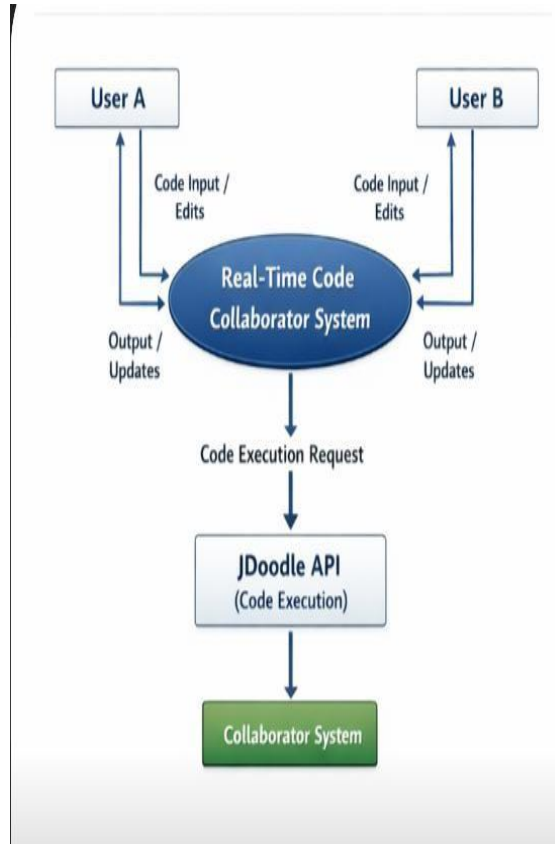 User A
User B
Code Input /
Edits
Code Input /
Edits
Real-Time Code
Collaborator System
Output /
Updates
Output /
Updates
Code Execution Request
JDoodle API
(Code Execution)
Collaborator System